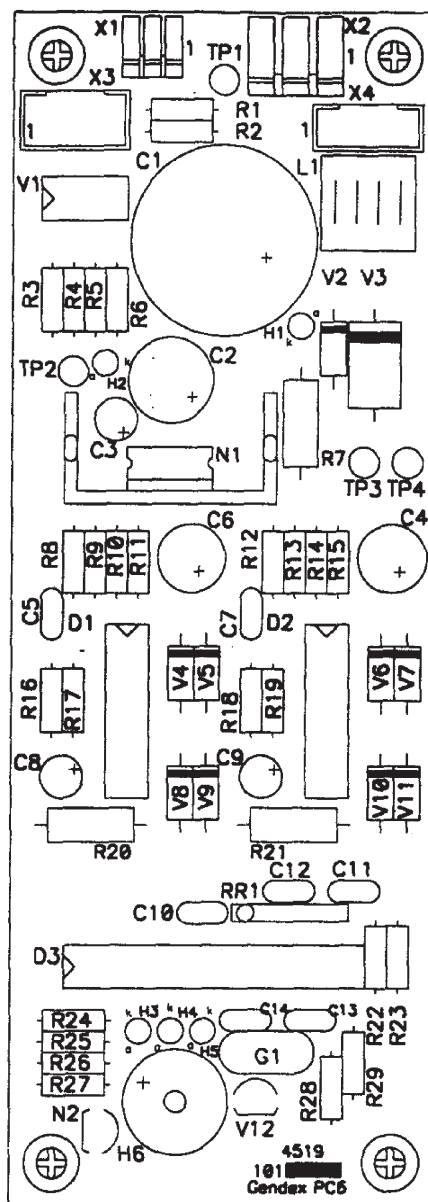 X1
1
TP1
X2
1
X3
1
R1
R2
X4
1
C1
L1
V1
V2
V3
R3
R4
R5
R6
H1
a
k
TP2
a
k
H2
C2
C3
N1
R7
TP3
TP4
R8
R9
R10
R11
C6
R12
R13
R14
R15
C4
C5
D1
C7
D2
V4
V5
V6
V7
R16
R17
R18
R19
C8
C9
V8
V9
V10
V11
R20
R21
C12
C11
RR1
C10
D3
R22
R23
R24
R25
R26
R27
k
H3
k
H4
k
a
a
a
H5
C14
C13
G1
R28
R29
N2
H6
V12
4519
101
Gendex PC6